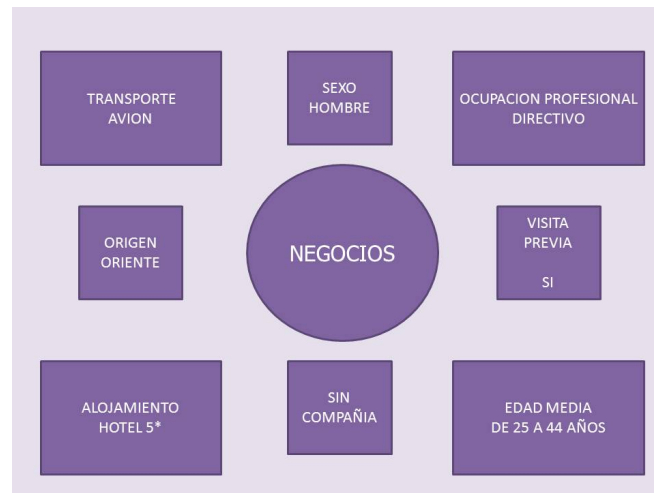 TRANSPORTE
AVION
SEXO
HOMBRE
OCUPACION PROFESIONAL
DIRECTIVO
ORIGEN
ORIENTE
NEGOCIOS
VISITA
PREVIA
SI
ALOJAMIENTO
HOTEL 5*
SIN
COMPAÑIA
EDAD MEDIA
DE 25 A 44 AÑOS